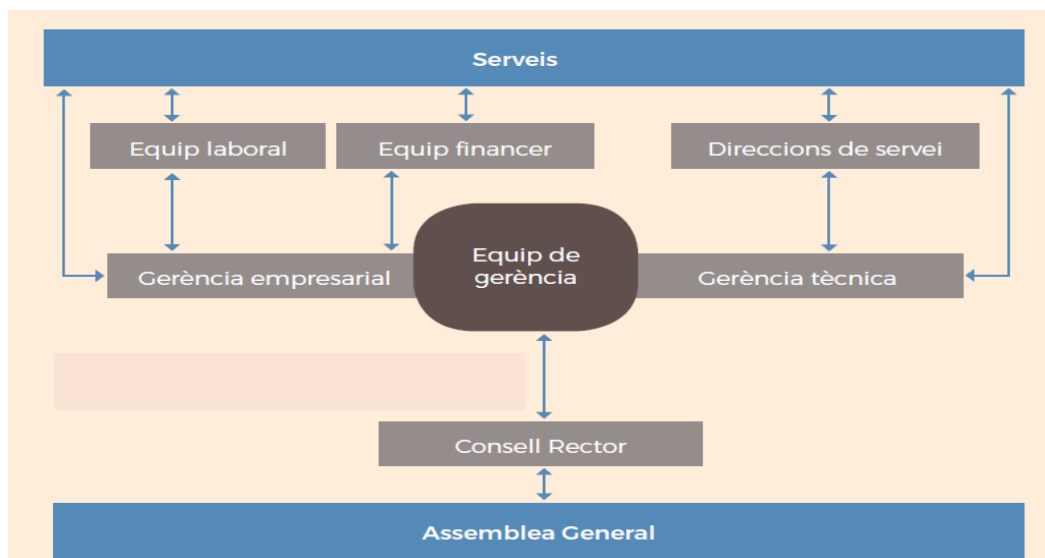 Serveis
Equip laboral
Equip financer
Direccions de servei
Equip de
gerència
Gerència empresarial
Gerència tècnica
Consell Rector
Assemblea General